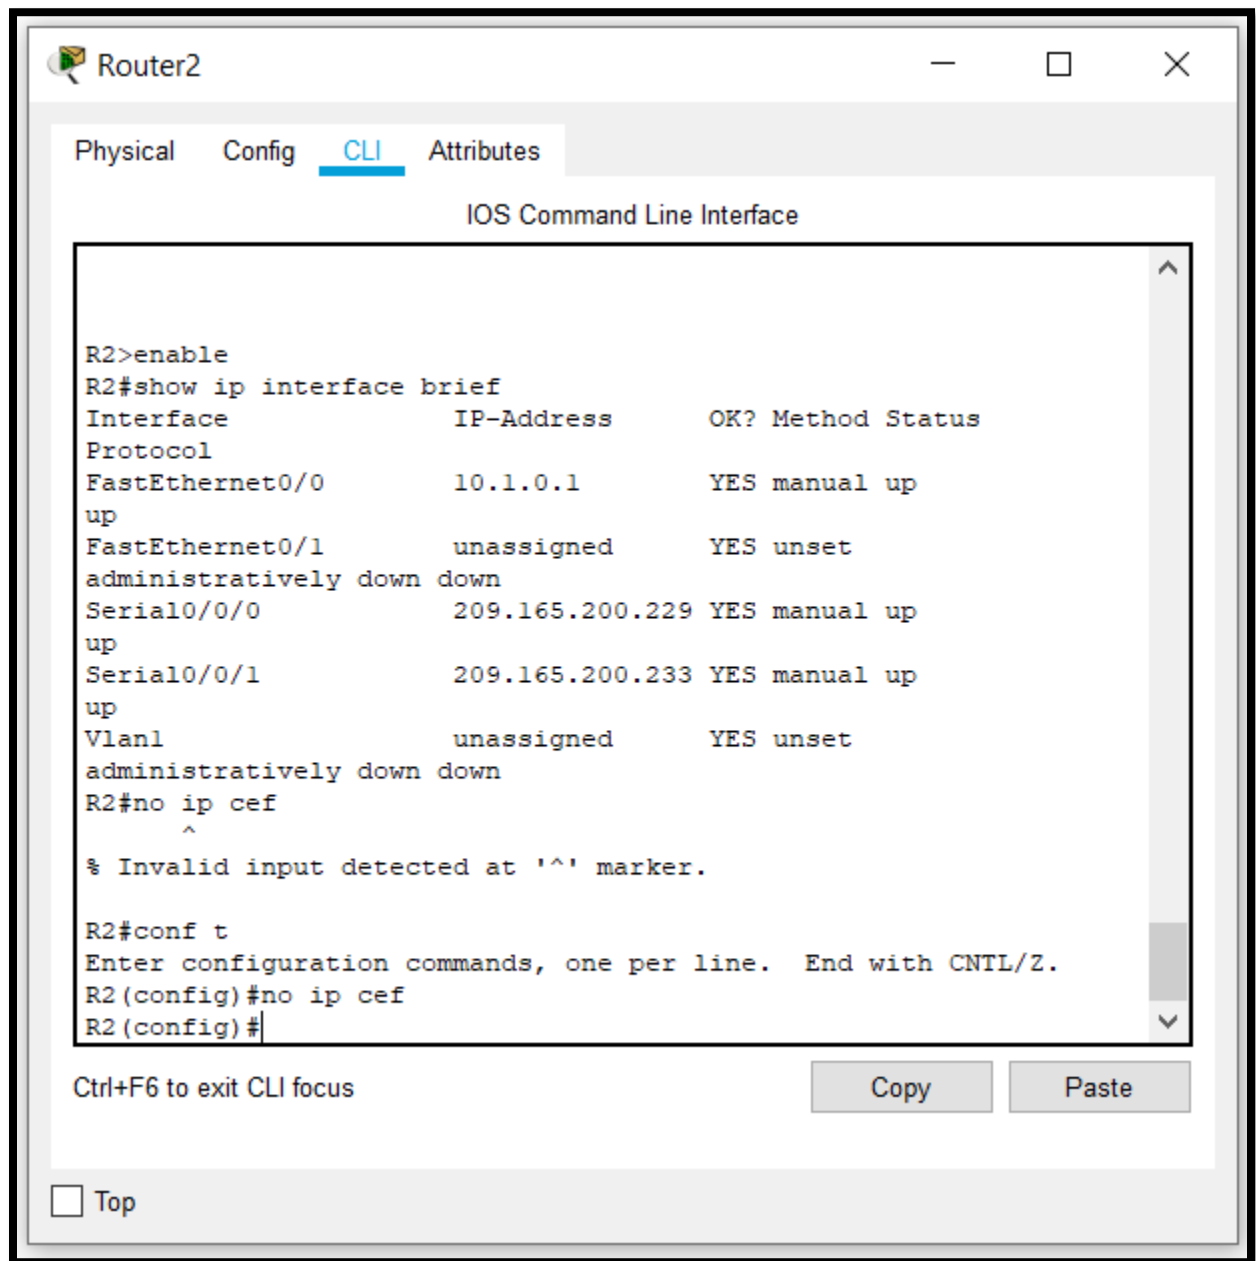 Router2
Physical Config CLI Attributes
IOS Command Line Interface
R2>enable
R2#show ip interface brief
Interface              IP-Address      OK? Method Status
Protocol
FastEthernet0/0        10.1.0.1        YES manual up
up
FastEthernet0/1        unassigned      YES unset
administratively down down
Serial0/0/0            209.165.200.229 YES manual up
up
Serial0/0/1            209.165.200.233 YES manual up
up
Vlan1                  unassigned      YES unset
administratively down down
R2#no ip cef
      ^
% Invalid input detected at '^' marker.
R2#conf t
Enter configuration commands, one per line.  End with CNTL/Z.
R2(config)#no ip cef
R2(config)#
Ctrl+F6 to exit CLI focus Copy Paste
Top